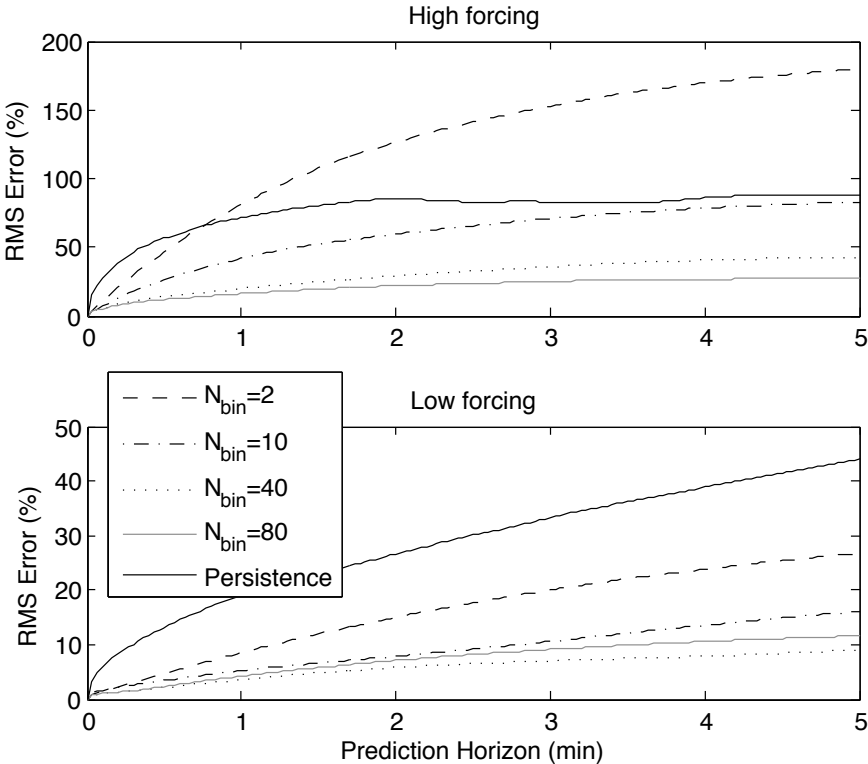 High forcing
RMS Error (%)
200
150
100
50
0
0 1 2 3 4 5
Low forcing
RMS Error (%)
50
40
30
20
10
0
N_bin=2
N_bin=10
N_bin=40
N_bin=80
Persistence
0 1 2 3 4 5
Prediction Horizon (min)